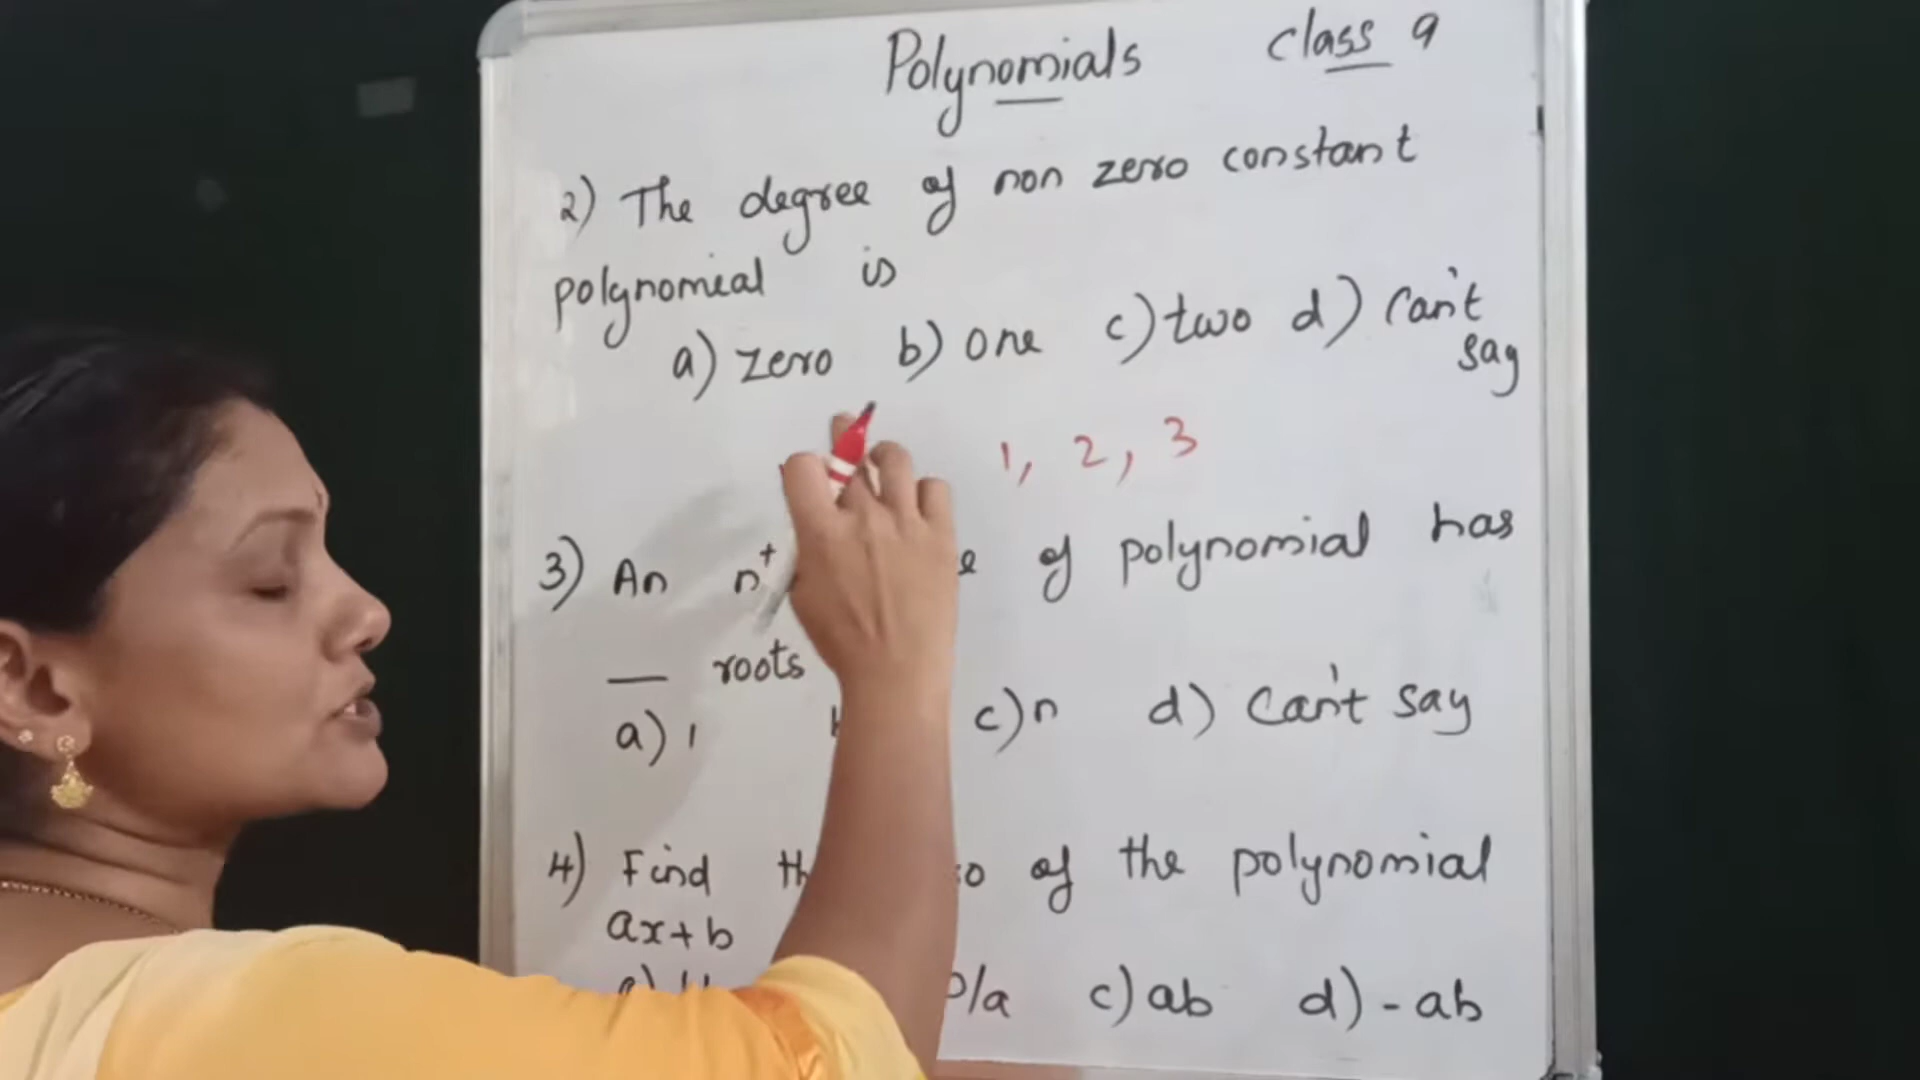 Polynomials class 9
2) The degree of non zero constant
polynomial is
a) zero b) one c) two d) can't
say
1, 2, 3
3) An of polynomial has
__ roots
a) 1 c) n d) can't say
4) Find of the polynomial
ax+b
/a c) ab d) -ab